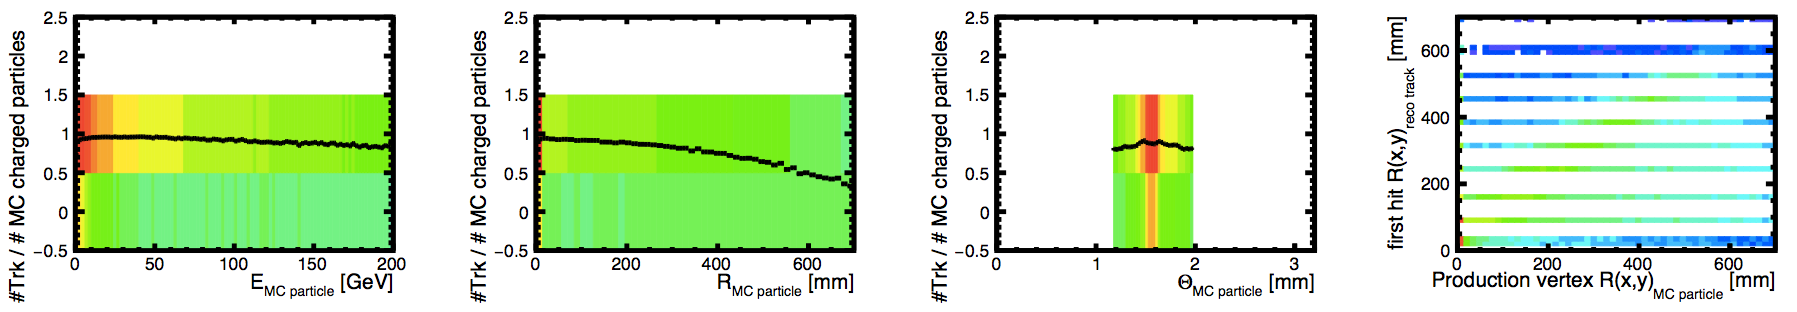 #Trk / # MC charged particles
2.5
2
1.5
1
0.5
0
−0.5
0 50 100 150 200
E MC particle [GeV]
#Trk / # MC charged particles
2.5
2
1.5
1
0.5
0
−0.5
0 200 400 600
R MC particle [mm]
#Trk / # MC charged particles
2.5
2
1.5
1
0.5
0
−0.5
0 1 2 3
Θ MC particle [mm]
first hit R(x,y) reco track [mm]
600
400
200
0
0 200 400 600
Production vertex R(x,y) MC particle [mm]